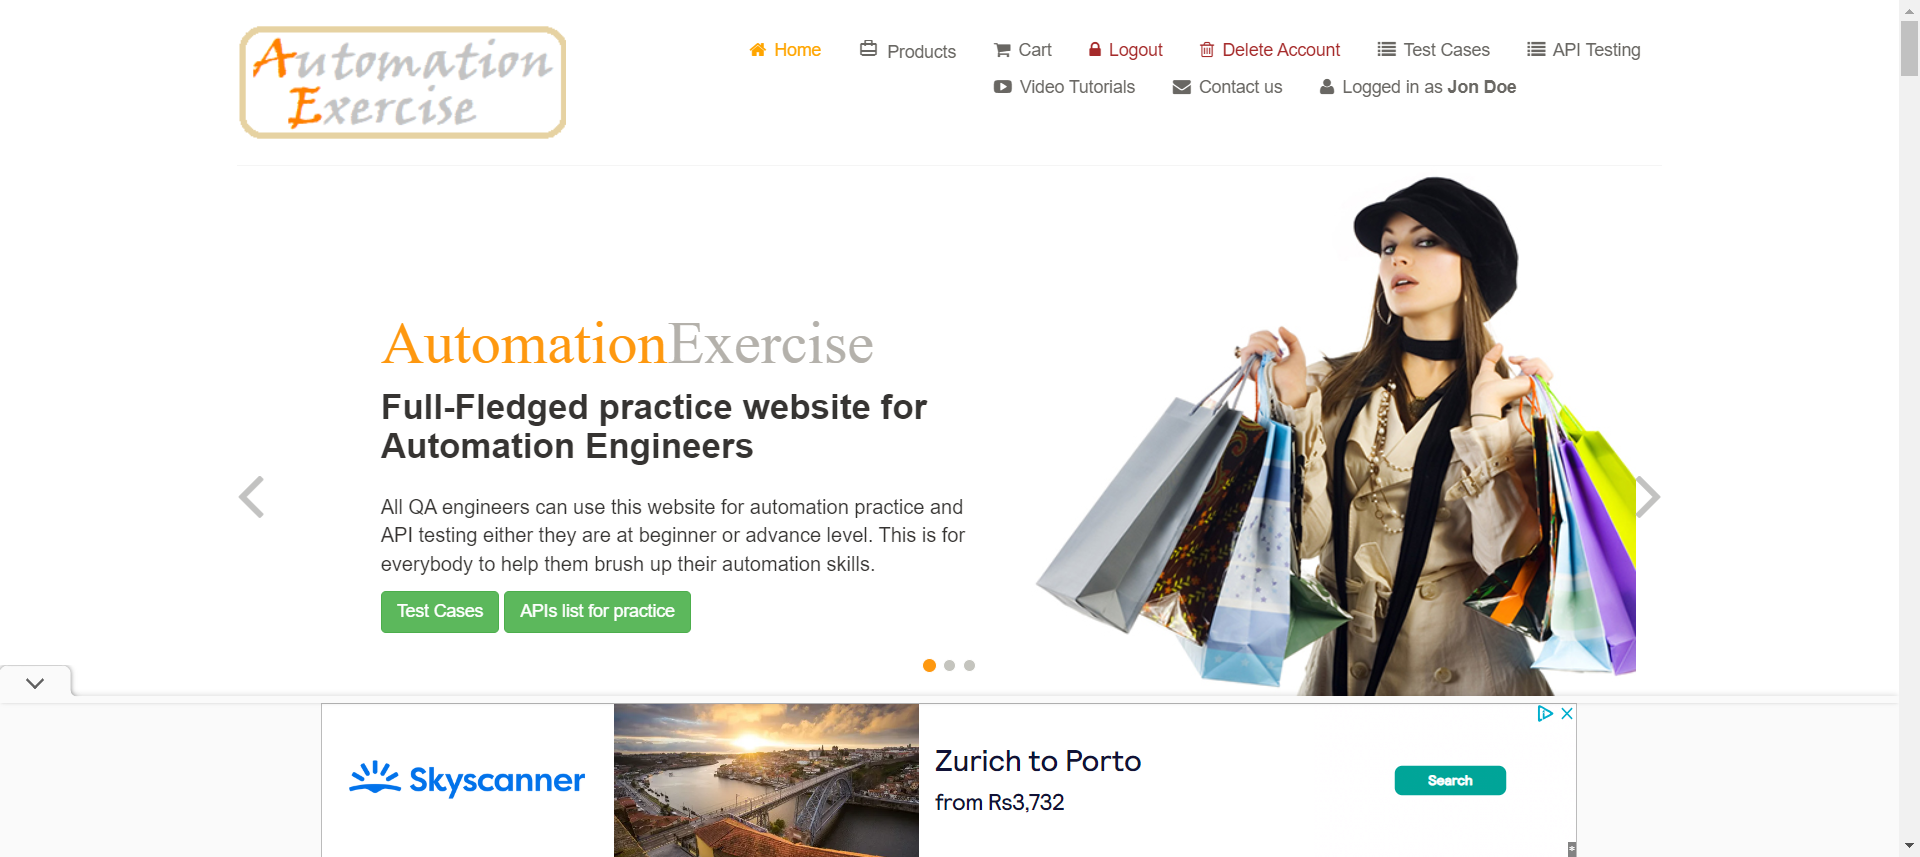 Automation
Exercise
Home Products Cart Logout Delete Account Test Cases API Testing
Video Tutorials Contact us Logged in as Jon Doe
AutomationExercise
Full-Fledged practice website for
Automation Engineers
All QA engineers can use this website for automation practice and
API testing either they are at beginner or advance level. This is for
everybody to help them brush up their automation skills.
Test Cases APIs list for practice
Skyscanner
Zurich to Porto
from Rs3,732
Search